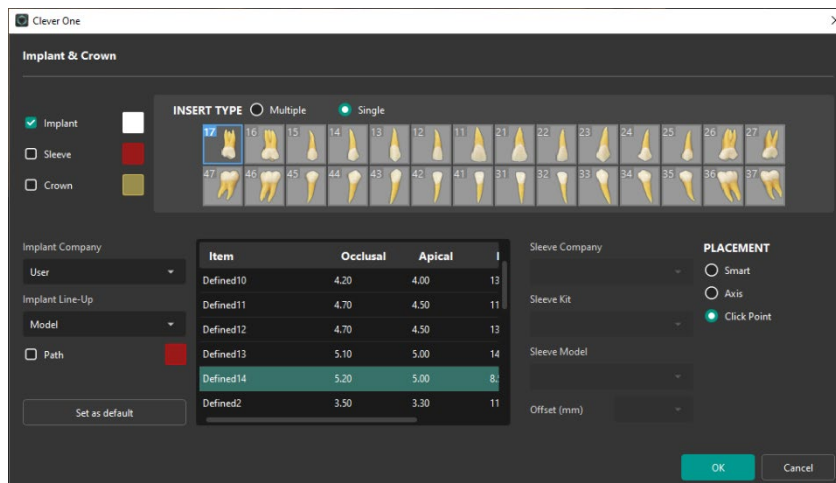 Clever One
Implant & Crown
INSERT TYPE Multiple Single
Implant
Sleeve
Crown
17 16 15 14 13 12 11 21 22 23 24 25 26 27
47 46 45 44 43 42 41 31 32 33 34 35 36 37
Implant Company
User
Implant Line-Up
Model
Path
Set as default
Item Occlusal Apical
Defined10 4.20 4.00 13
Defined11 4.70 4.50 11
Defined12 4.70 4.50 13
Defined13 5.10 5.00 14
Defined14 5.20 5.00 8.
Defined2 3.50 3.30 11
Sleeve Company
Sleeve Kit
Sleeve Model
Offset (mm)
PLACEMENT
Smart
Axis
Click Point
OK Cancel